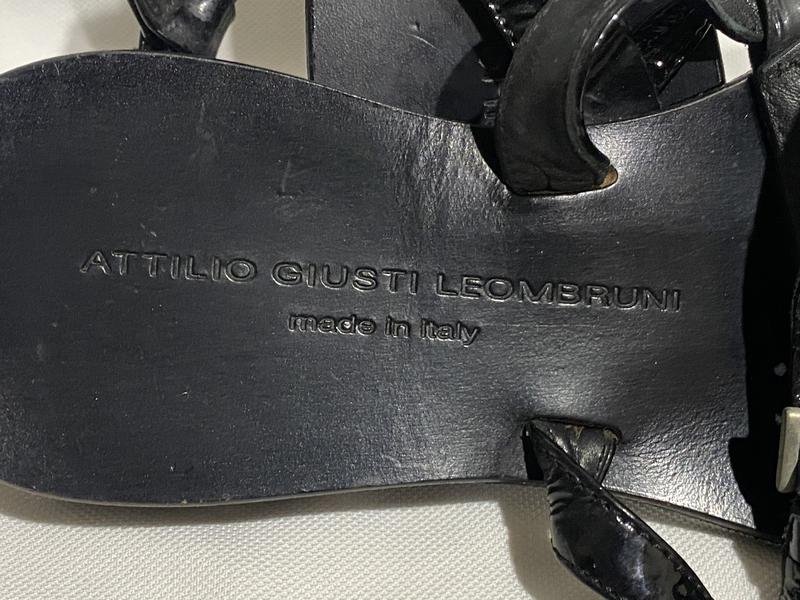 ATTILIO GIUSTI LEOMBRUNI
made in italy